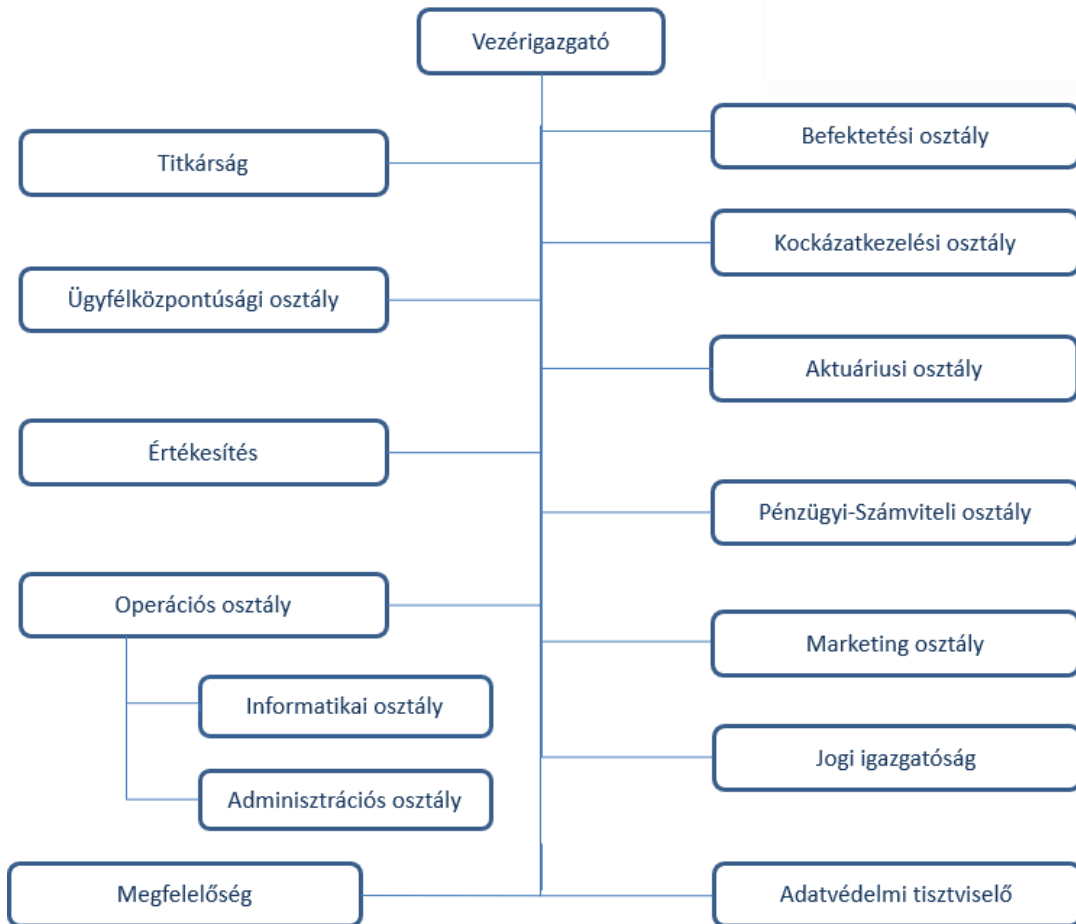 Vezérigazgató
Titkárság
Befektetési osztály
Kockázatkezelési osztály
Ügyfélközpontúsági osztály
Aktuáriusi osztály
Értékesítés
Pénzügyi-Számviteli osztály
Operációs osztály
Marketing osztály
Informatikai osztály
Jogi igazgatóság
Adminisztrációs osztály
Megfelelőség
Adatvédelmi tisztviselő